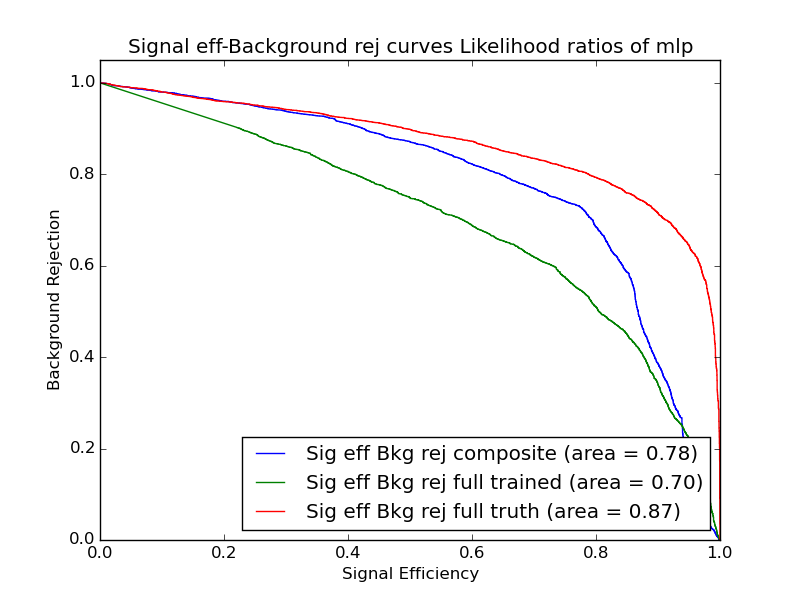 Signal eff-Background rej curves Likelihood ratios of mlp
1.0
0.8
0.6
0.4
0.2
0.0
Background Rejection
Sig eff Bkg rej composite (area = 0.78)
Sig eff Bkg rej full trained (area = 0.70)
Sig eff Bkg rej full truth (area = 0.87)
0.0 0.2 0.4 0.6 0.8 1.0
Signal Efficiency